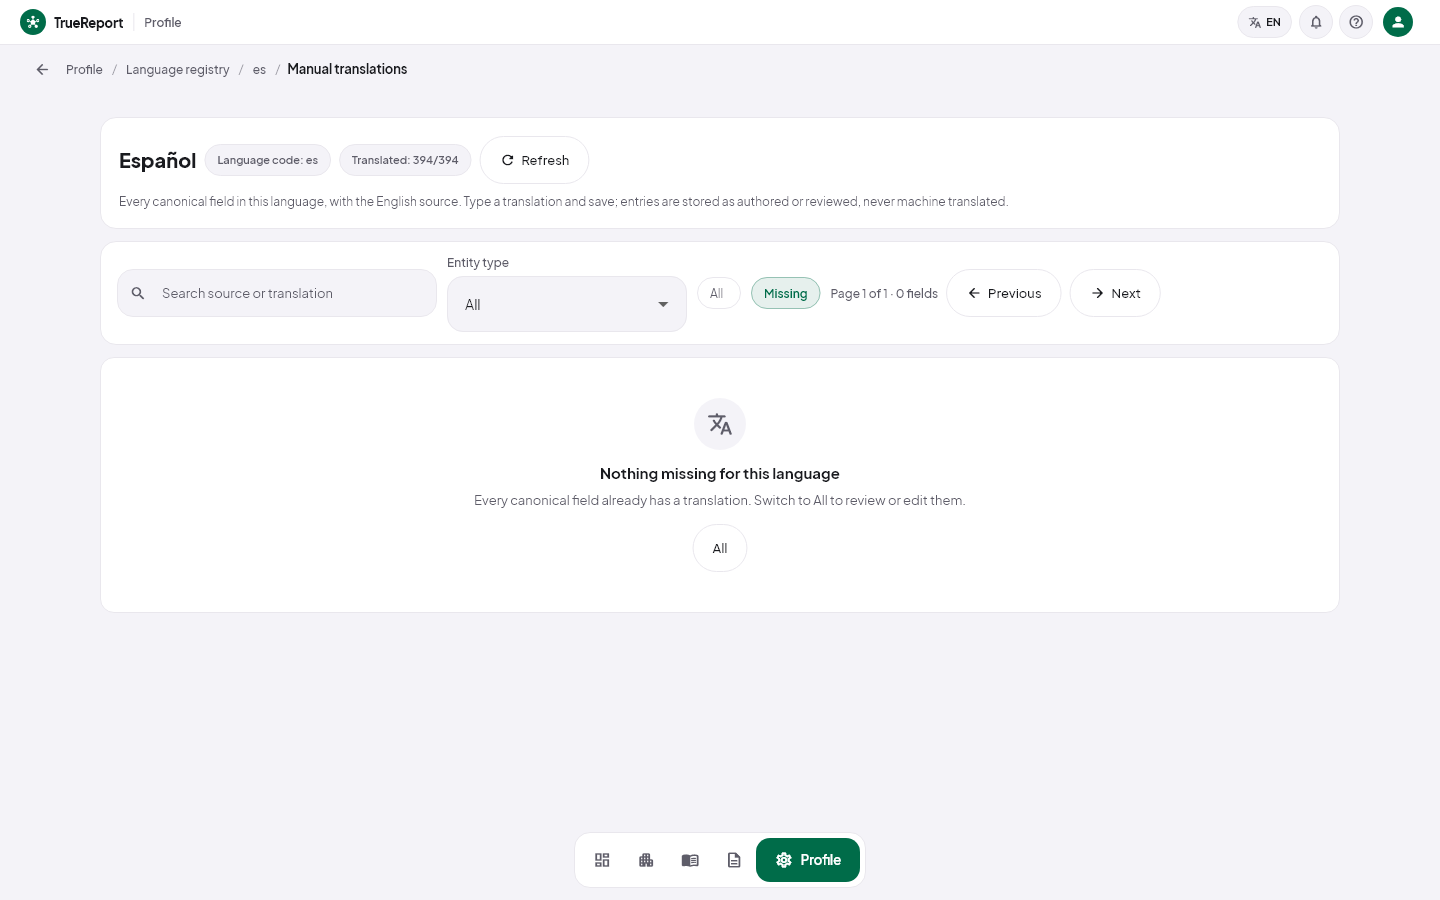 TrueReport
Profile
EN
Profile / Language registry / es / Manual translations
Español
Language code: es
Translated: 394/394
Refresh
Every canonical field in this language, with the English source. Type a translation and save; entries are stored as authored or reviewed, never machine translated.
Search source or translation
Entity type
All
All
Missing
Page 1 of 1 · 0 fields
Previous
Next
Nothing missing for this language
Every canonical field already has a translation. Switch to All to review or edit them.
All
Profile